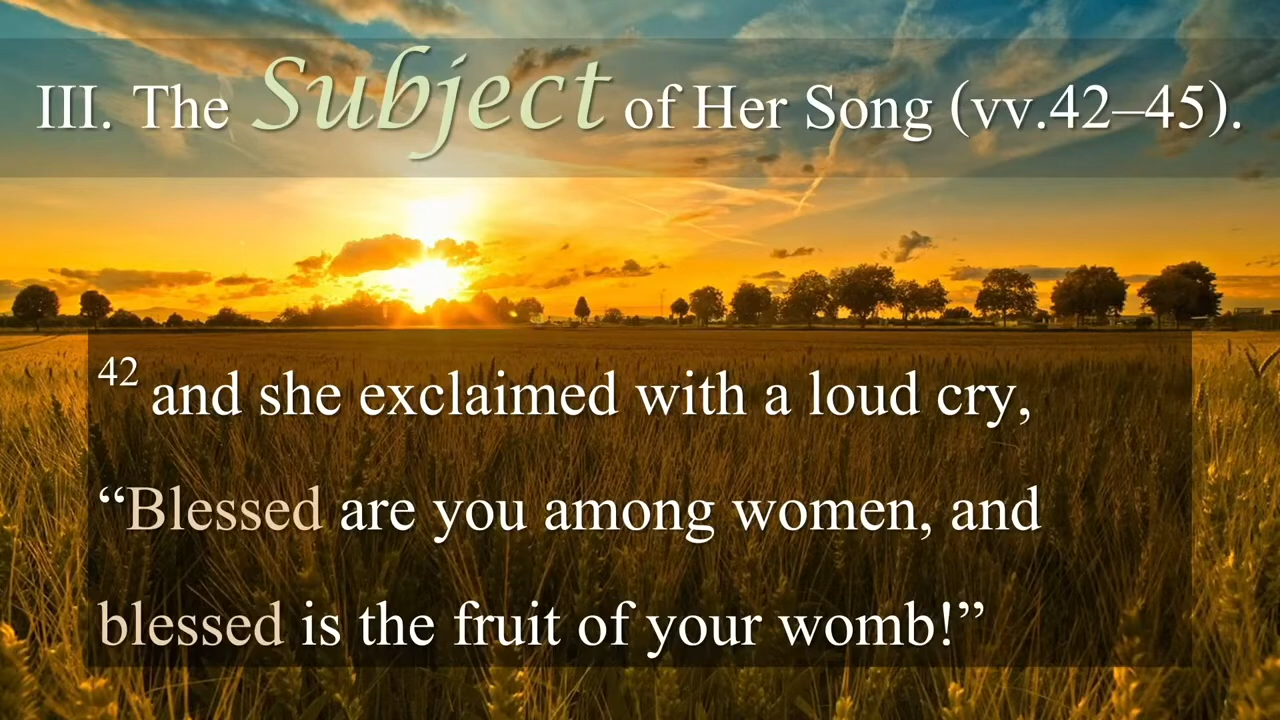 III. The Subject of Her Song (vv.42–45).
42 and she exclaimed with a loud cry,
“Blessed are you among women, and
blessed is the fruit of your womb!”